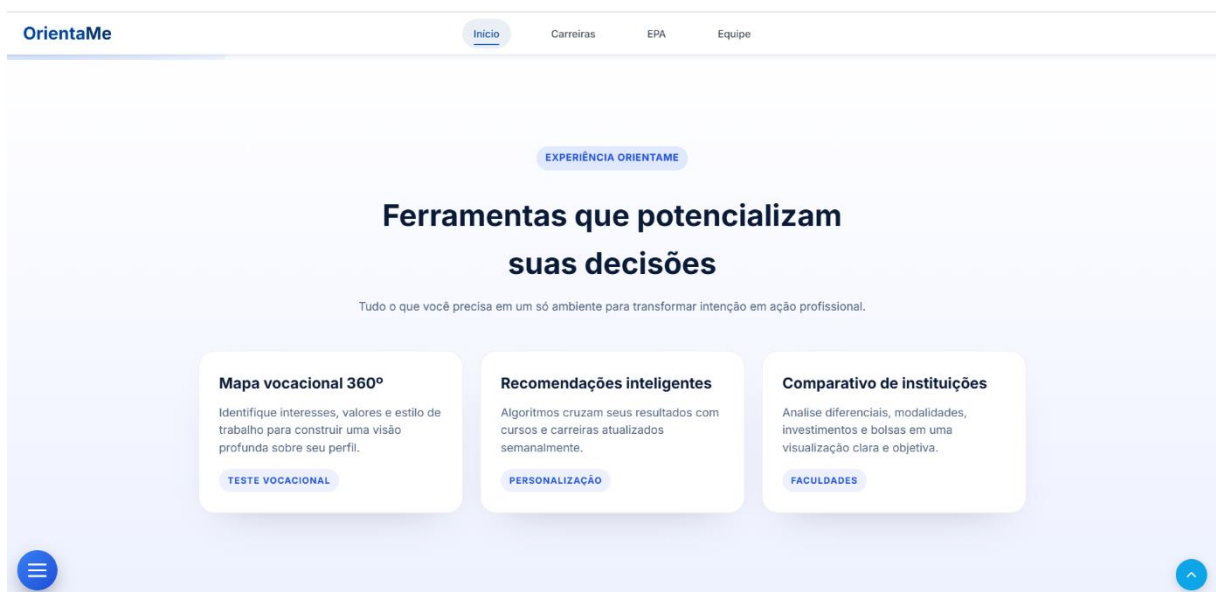 OrientaMe
Início
Carreiras
EPA
Equipe
EXPERIÊNCIA ORIENTAME
Ferramentas que potencializam
suas decisões
Tudo o que você precisa em um só ambiente para transformar intenção em ação profissional.
Mapa vocacional 360º
Identifique interesses, valores e estilo de
trabalho para construir uma visão
profunda sobre seu perfil.
TESTE VOCACIONAL
Recomendações inteligentes
Algoritmos cruzam seus resultados com
cursos e carreiras atualizados
semanalmente.
PERSONALIZAÇÃO
Comparativo de instituições
Analise diferenciais, modalidades,
investimentos e bolsas em uma
visualização clara e objetiva.
FACULDADES